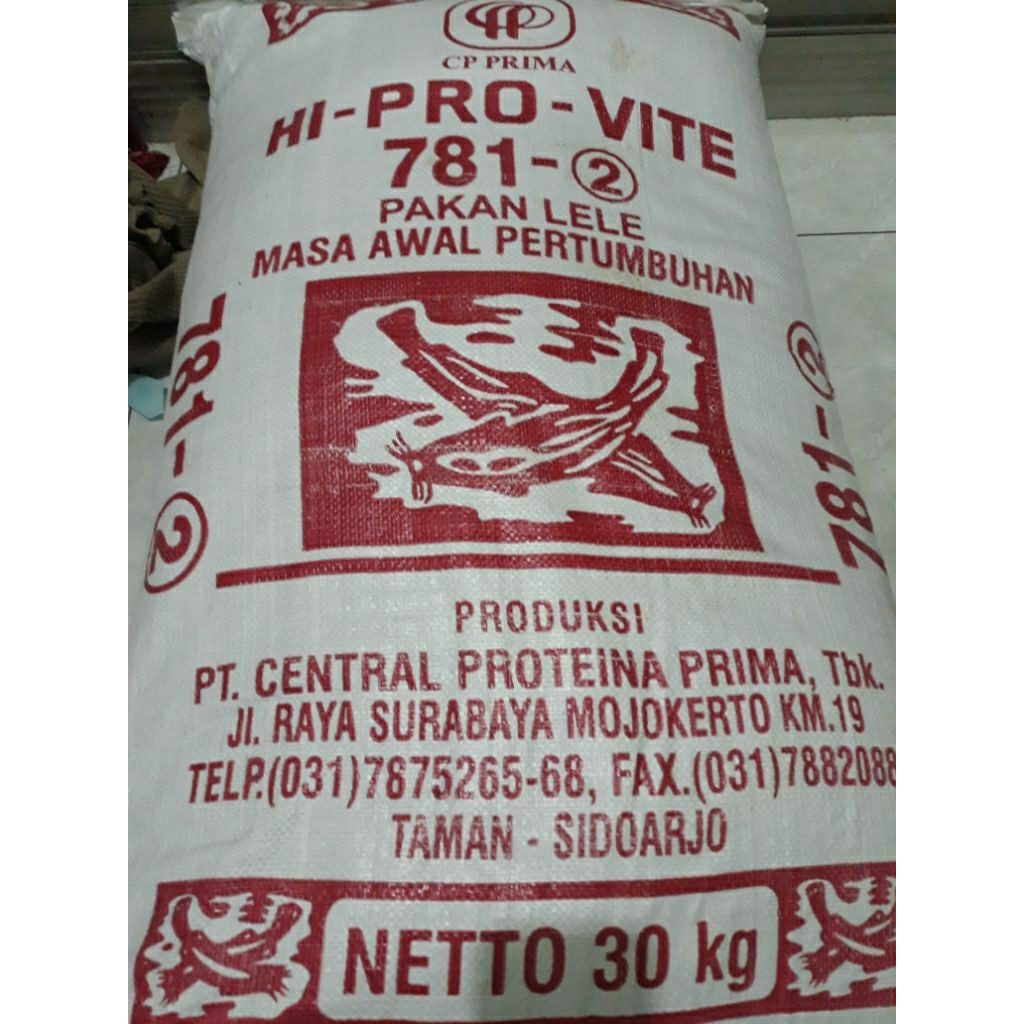 CP PRIMA
HI-PRO-VITE
781-②
PAKAN LELE
MASA AWAL PERTUMBUHAN
781-②
781-②
PRODUKSI
PT. CENTRAL PROTEINA PRIMA, Tbk.
Jl. RAYA SURABAYA MOJOKERTO KM.19
TELP.(031)7875265-68, FAX.(031)7882088
TAMAN - SIDOARJO
NETTO 30 kg